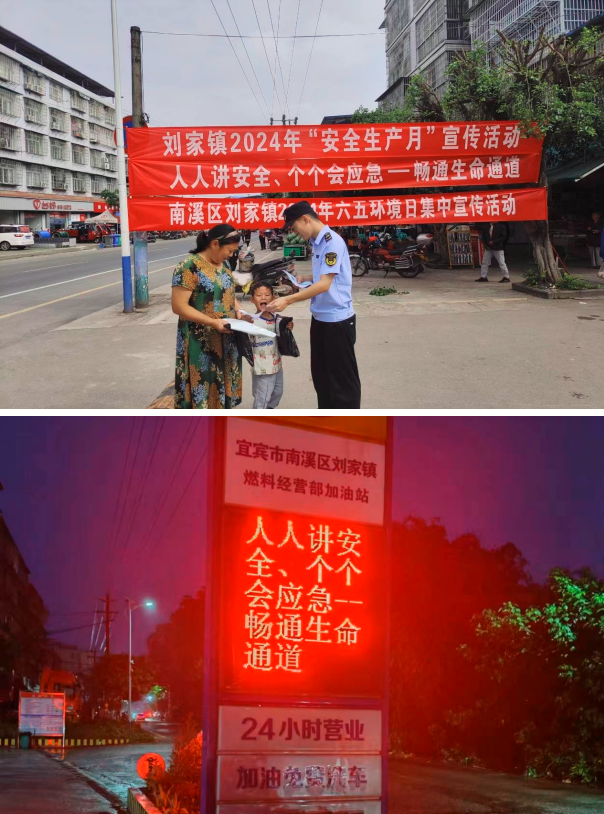 刘家镇2024年“安全生产月”宣传活动
人人讲安全、个个会应急 — 畅通生命通道
南溪区刘家镇2024年六五环境日集中宣传活动
宜宾市南溪区刘家镇
燃料经营部加油站
人人讲安
全、个个
会应急--
畅通生命
通道
24小时营业
加油免费洗车